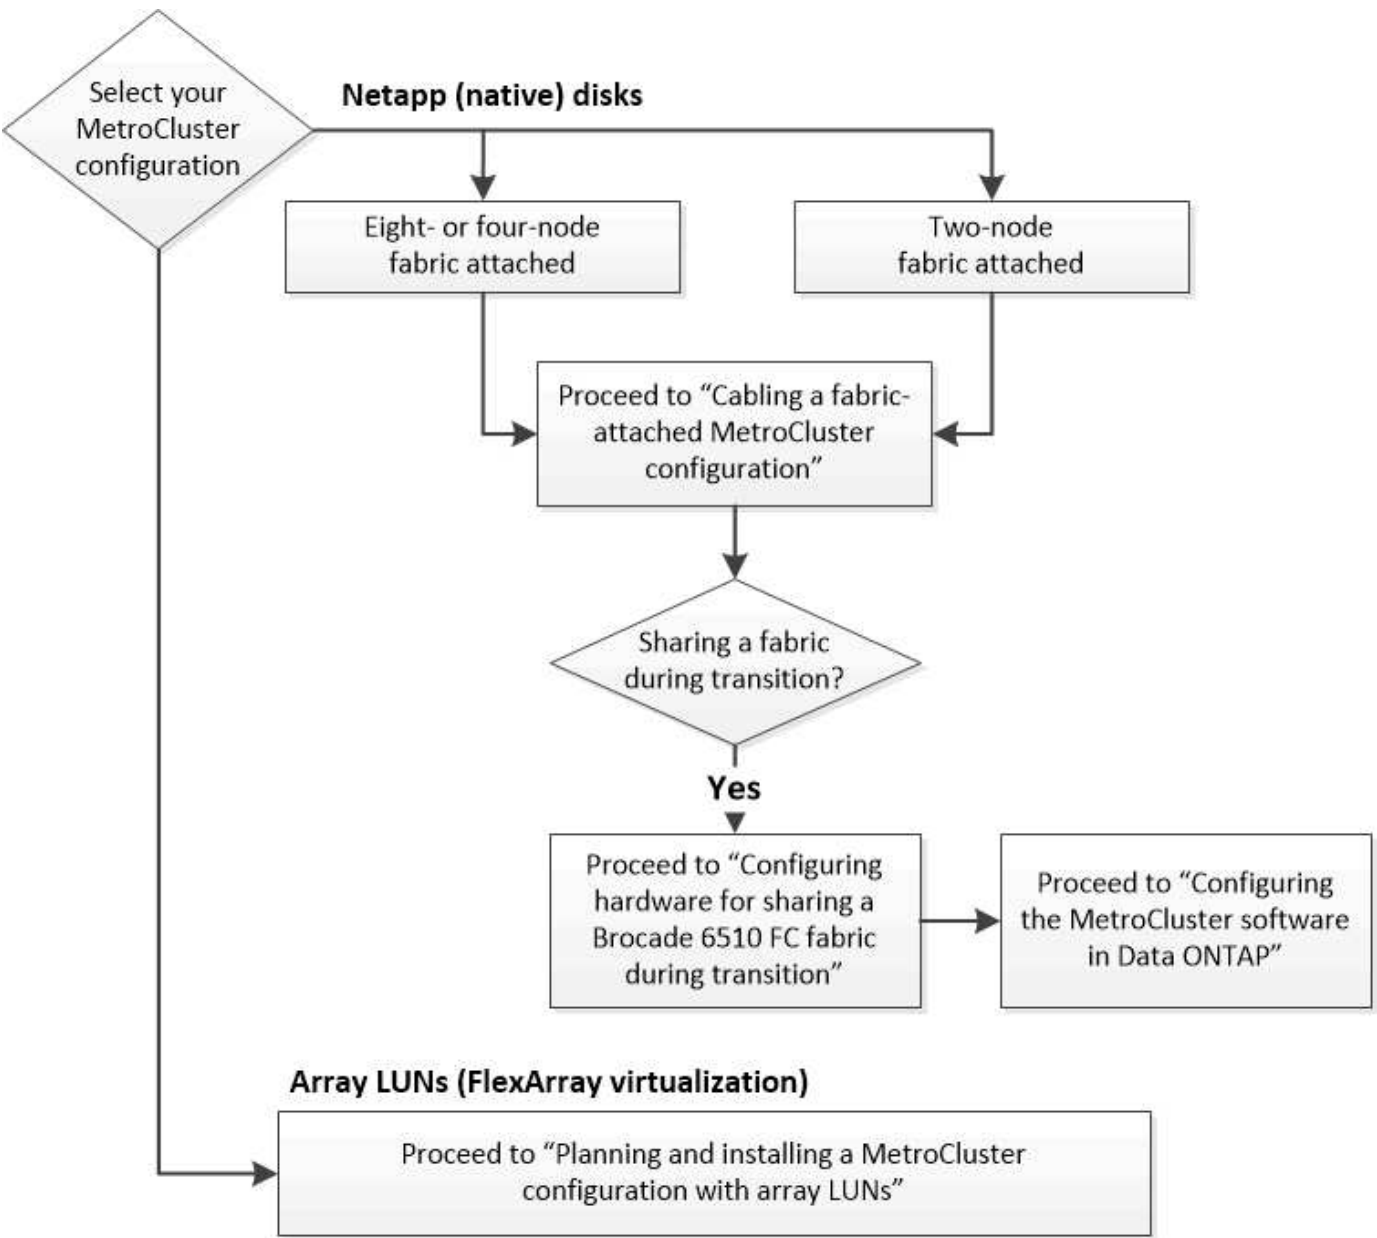 Select your
MetroCluster
configuration
Netapp (native) disks
Eight- or four-node
fabric attached
Two-node
fabric attached
Proceed to “Cabling a fabric-
attached MetroCluster
configuration”
Sharing a fabric
during transition?
Yes
Proceed to “Configuring
hardware for sharing a
Brocade 6510 FC fabric
during transition”
Proceed to “Configuring
the MetroCluster software
in Data ONTAP”
Array LUNs (FlexArray virtualization)
Proceed to “Planning and installing a MetroCluster
configuration with array LUNs”